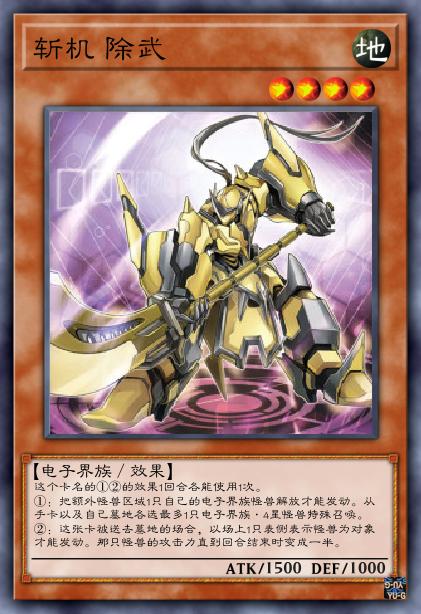 斩机 除武
地
【电子界族／效果】
这个卡名的①②的效果1回合各能使用1次。
①：把额外怪兽区域1只自己的电子界族怪兽解放才能发动。从
手卡以及自己墓地各选最多1只电子界族·4星怪兽特殊召唤。
②：这张卡被送去墓地的场合，以场上1只表侧表示怪兽为对象
才能发动。那只怪兽的攻击力直到回合结束时变成一半。
ATK/1500 DEF/1000